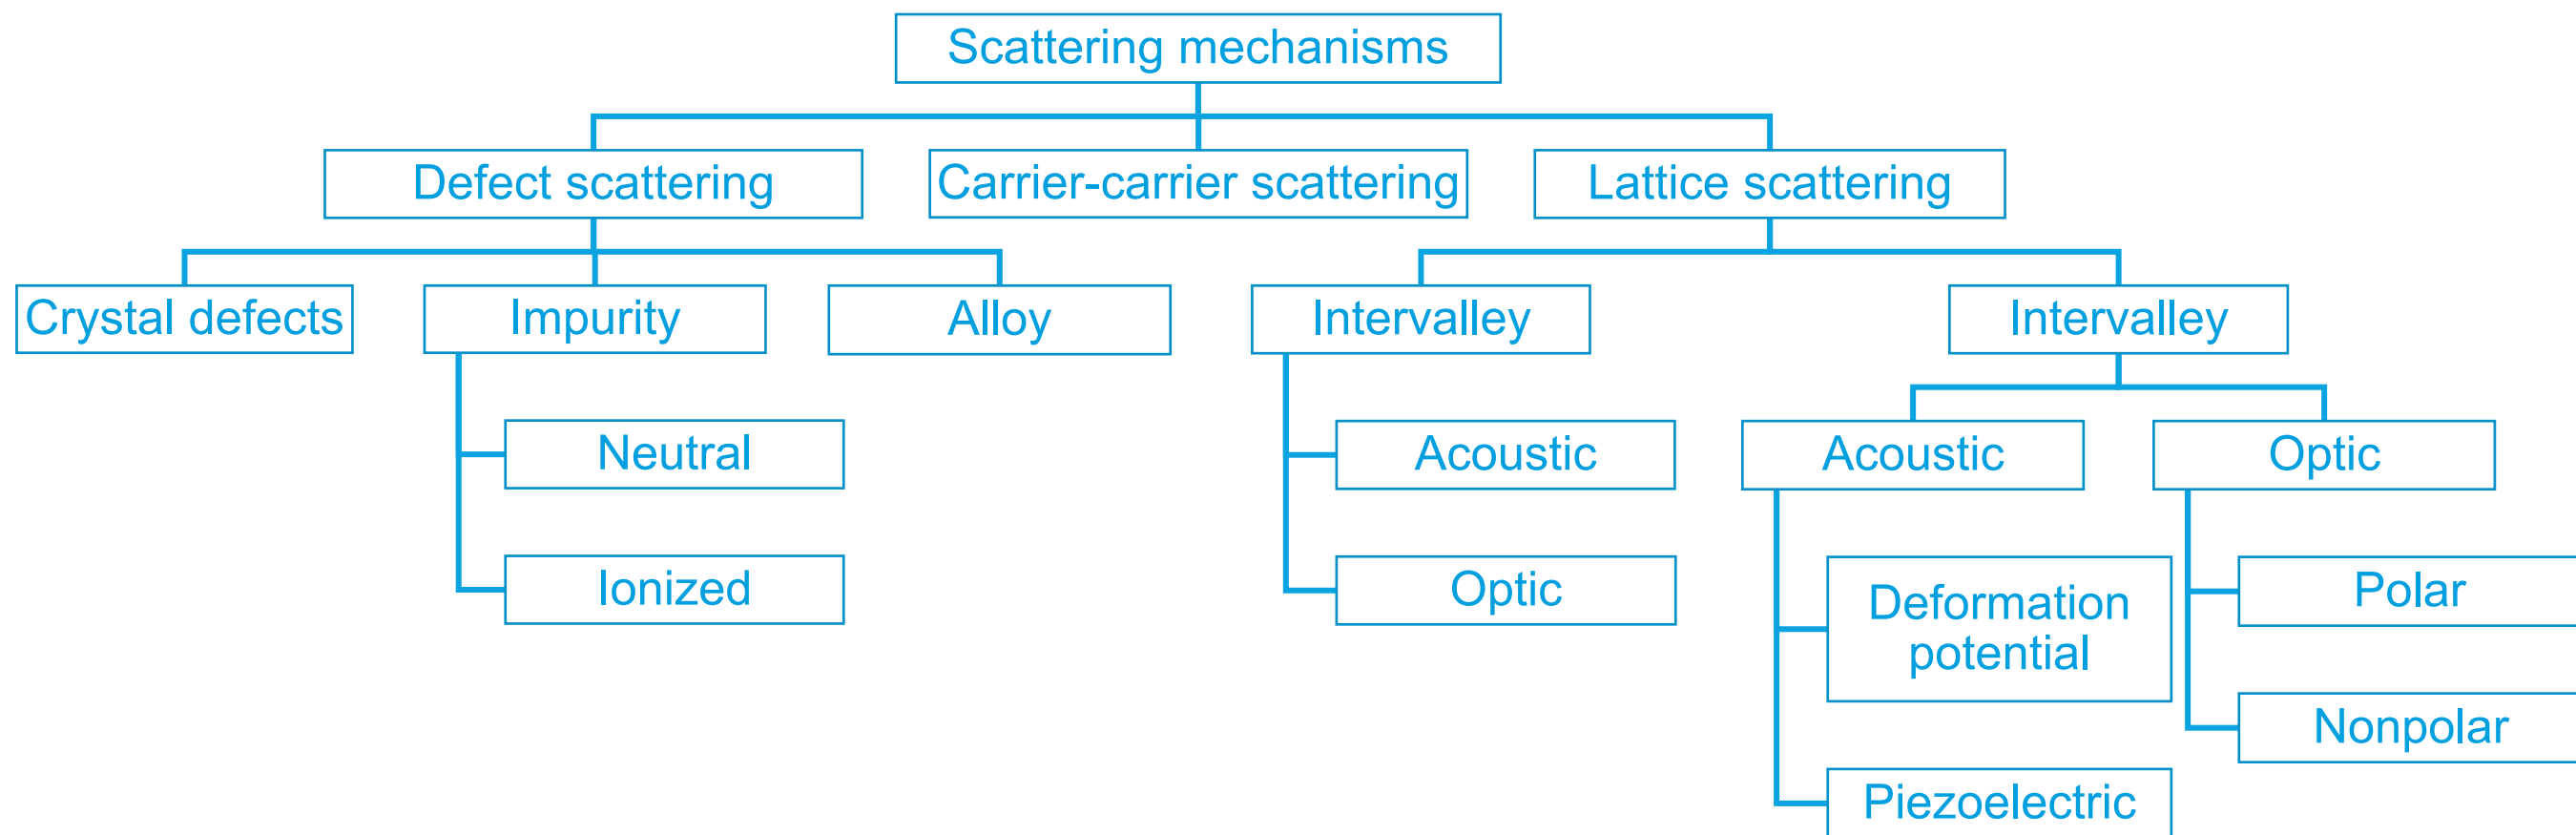 Scattering mechanisms
Defect scattering
Carrier-carrier scattering
Lattice scattering
Crystal defects
Impurity
Alloy
Intervalley
Intervalley
Neutral
Acoustic
Acoustic
Optic
Ionized
Optic
Deformation
potential
Polar
Nonpolar
Piezoelectric